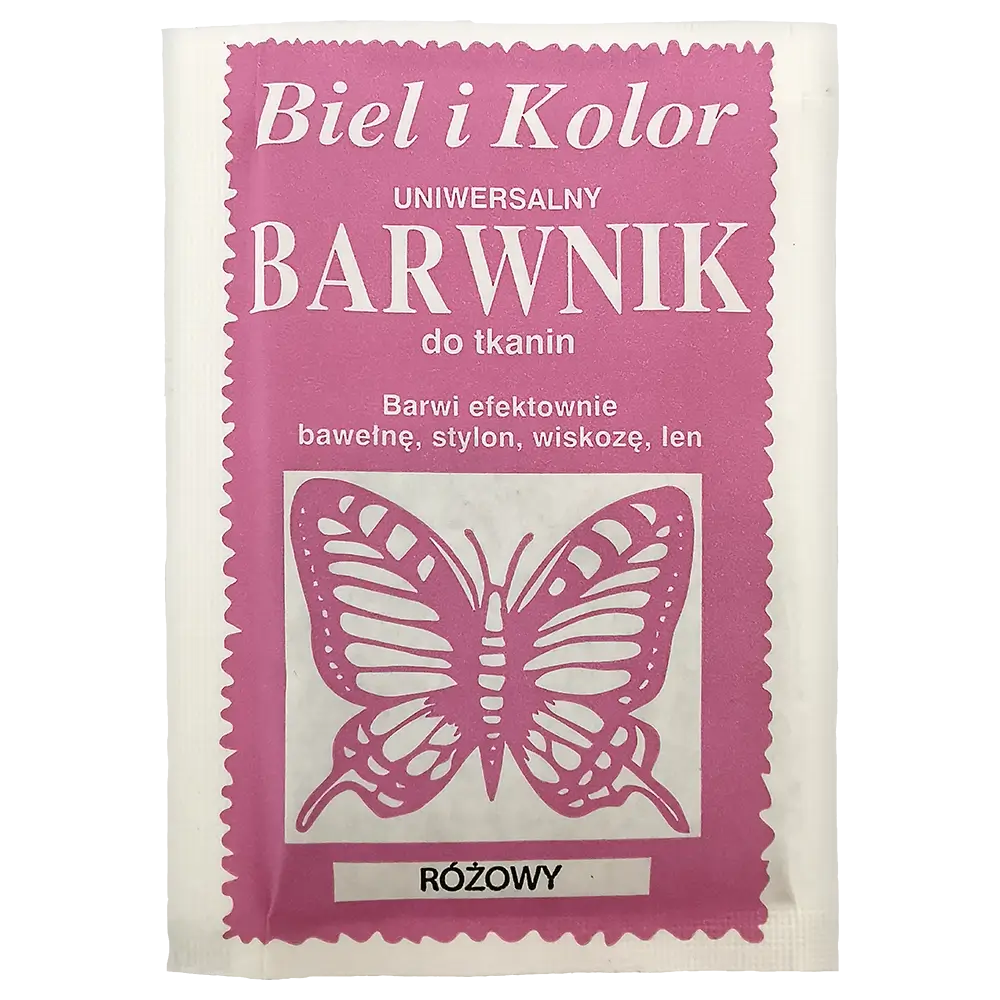 Biel i Kolor
UNIWERSALNY
BARWNIK
do tkanin
Barwi efektownie
bawełnę, stylon, wiskozę, len
RÓŻOWY